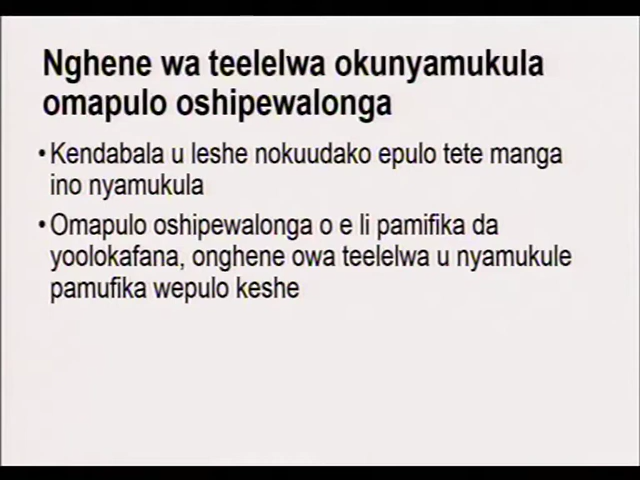 Nghene wa teelelwa okunyamukula
omapulo oshipewalonga
•Kendabala u leshe nokuudako epulo tete manga
ino nyamukula
•Omapulo oshipewalonga o e li pamifika da
yoolokafana, onghene owa teelelwa u nyamukule
pamufika wepulo keshe